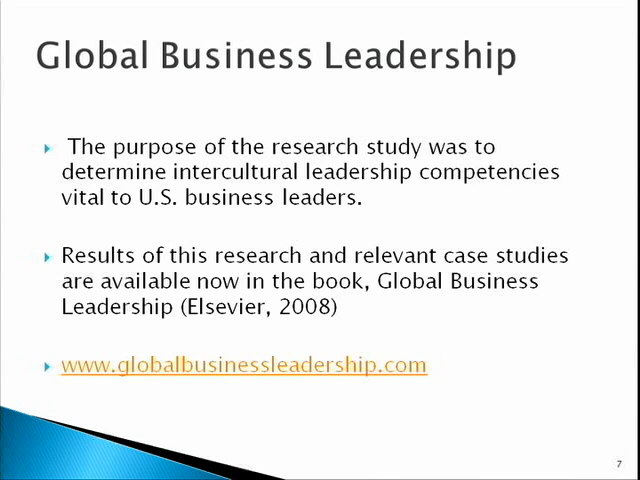 Global Business Leadership
The purpose of the research study was to
determine intercultural leadership competencies
vital to U.S. business leaders.
Results of this research and relevant case studies
are available now in the book, Global Business
Leadership (Elsevier, 2008)
www.globalbusinessleadership.com
7